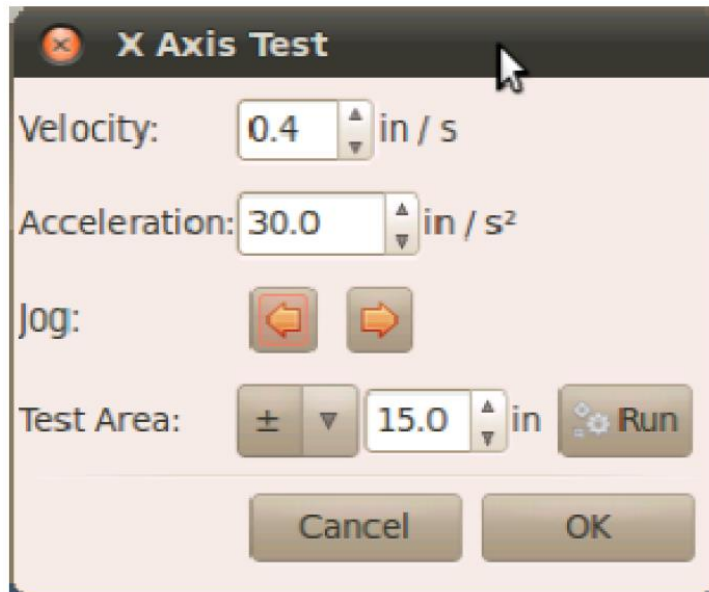 X Axis Test
Velocity: 0.4 in / s
Acceleration: 30.0 in / s²
Jog:
Test Area: ± 15.0 in Run
Cancel OK